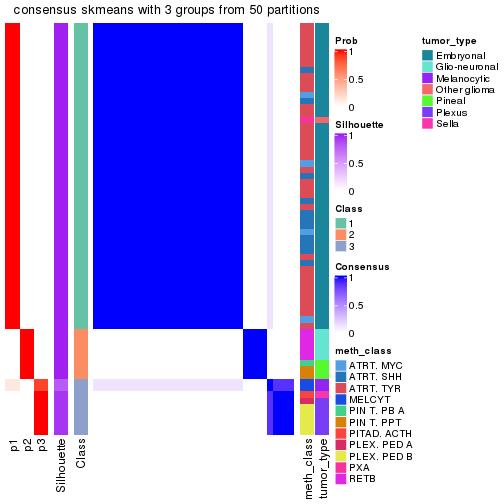 consensus skmeans with 3 groups from 50 partitions
Prob
1
0.5
0
Silhouette
1
0.5
0
Class
1
2
3
Consensus
1
0.5
0
meth_class
ATRT. MYC
ATRT. SHH
ATRT. TYR
MELCYT
PIN T. PB A
PIN T. PPT
PITAD. ACTH
PLEX. PED A
PLEX. PED B
PXA
RETB
tumor_type
Embryonal
Glio-neuronal
Melanocytic
Other glioma
Pineal
Plexus
Sella
p1
p2
p3
Silhouette
Class
meth_class
tumor_type